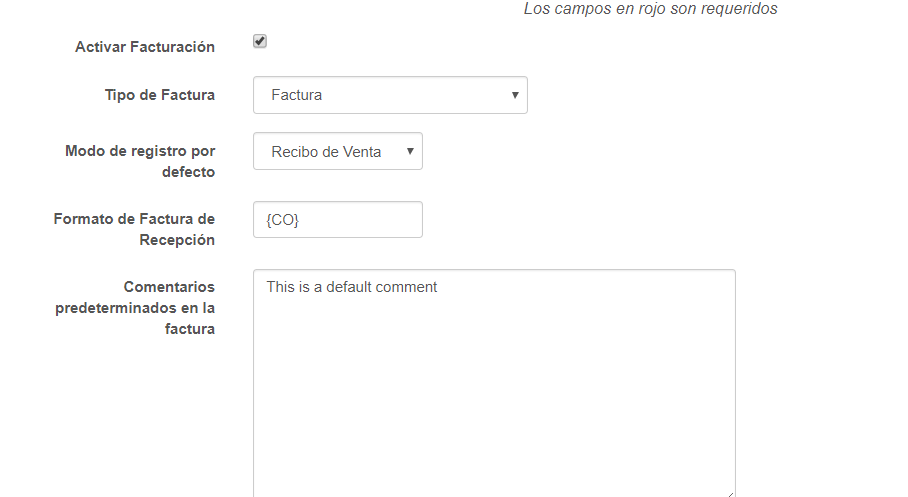 Los campos en rojo son requeridos
Activar Facturación
Tipo de Factura
Factura
Modo de registro por
defecto
Recibo de Venta
Formato de Factura de
Recepción
{CO}
Comentarios
predeterminados en la
factura
This is a default comment